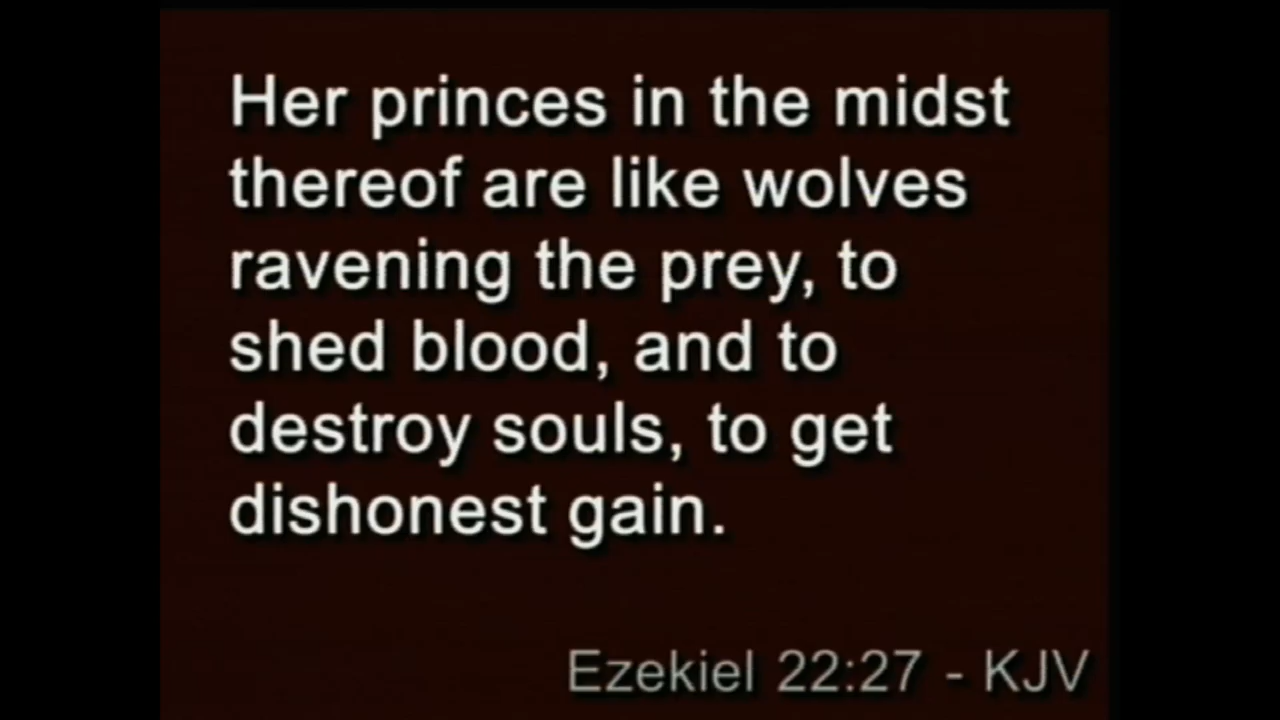 Her princes in the midst
thereof are like wolves
ravening the prey, to
shed blood, and to
destroy souls, to get
dishonest gain.
Ezekiel 22:27 - KJV